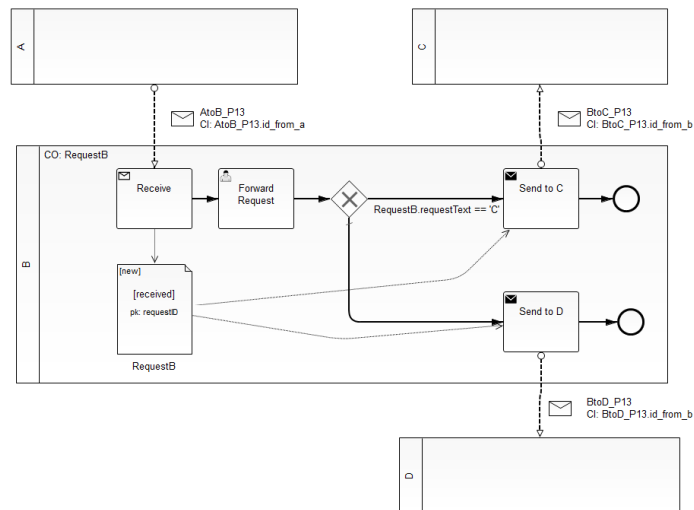 A
C
AtoB_P13
CI: AtoB_P13.id_from_a
BtoC_P13
CI: BtoC_P13.id_from_b
B
CO: RequestB
Receive
Forward
Request
Send to C
RequestB.requestText == 'C'
[new]
[received]
pk: requestID
RequestB
Send to D
BtoD_P13
CI: BtoD_P13.id_from_b
D